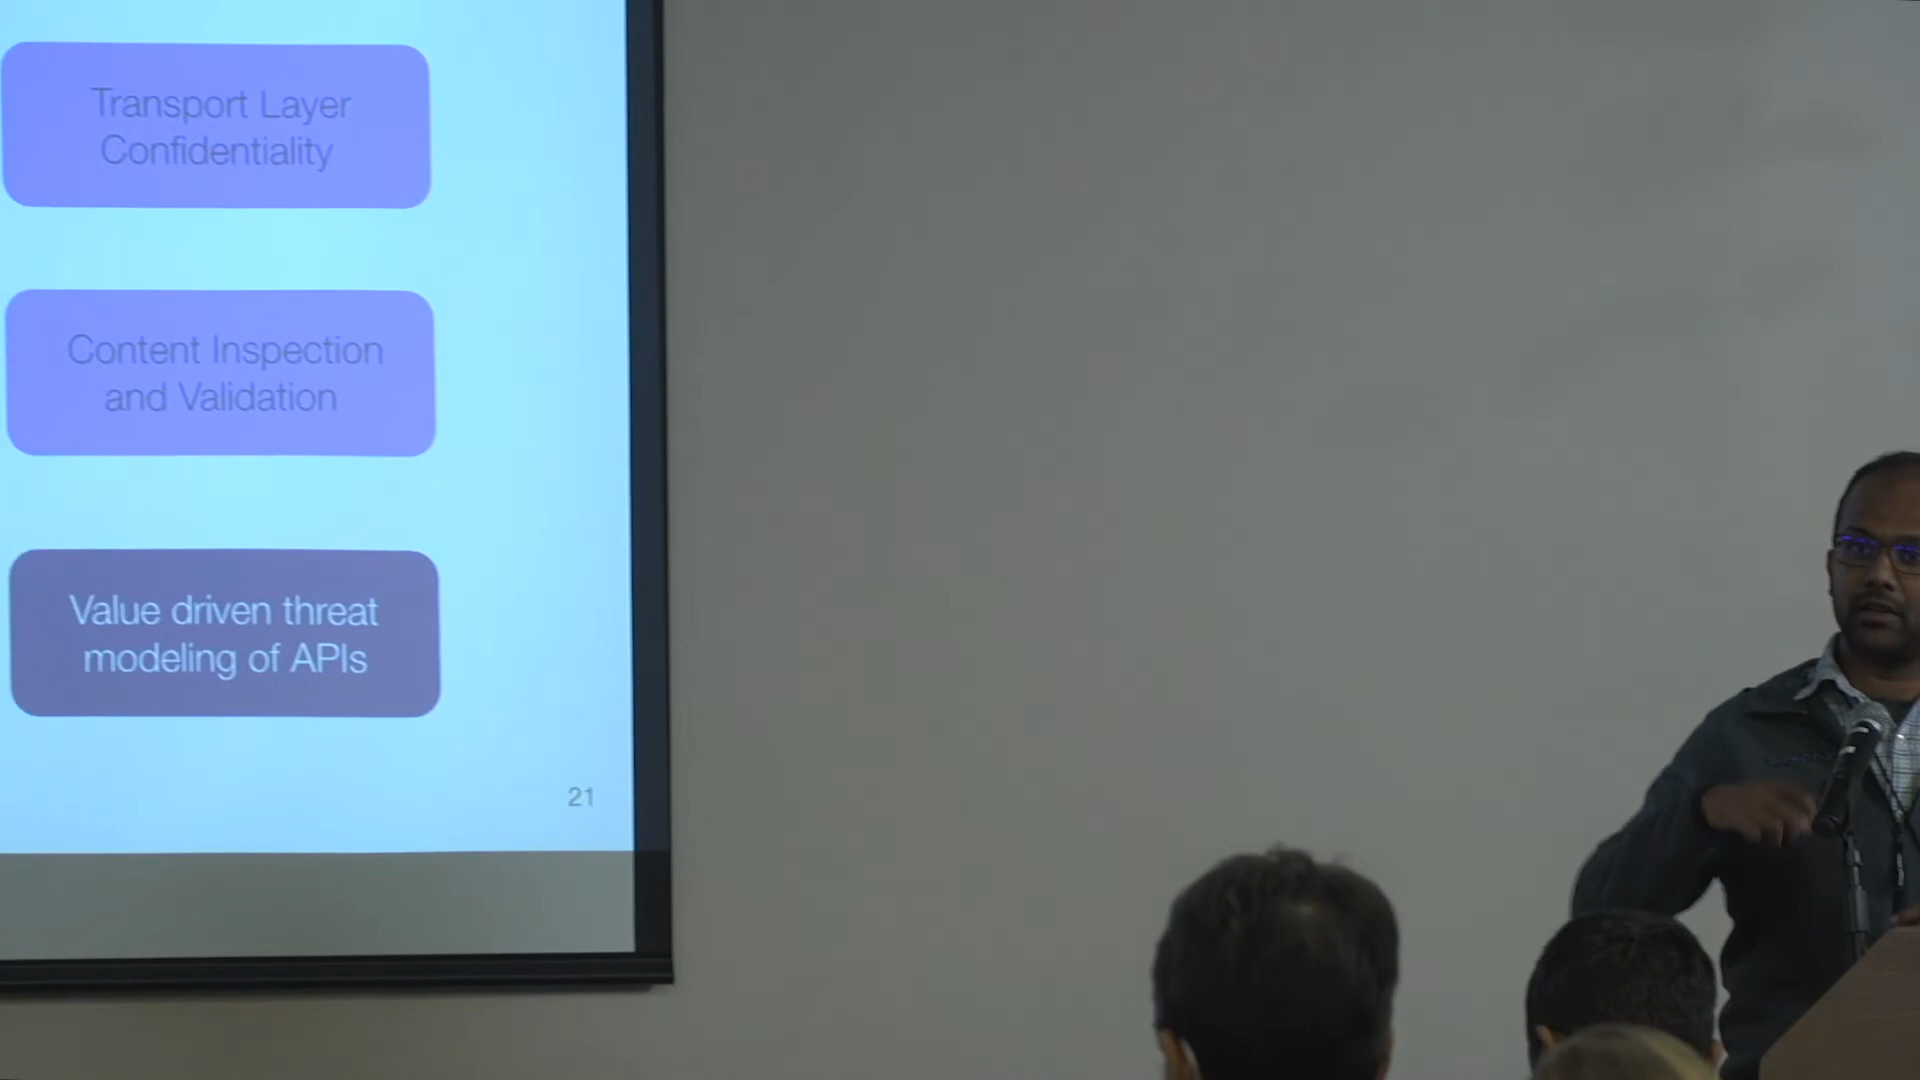 Transport Layer
Confidentiality
Content Inspection
and Validation
Value driven threat
modeling of APIs
21